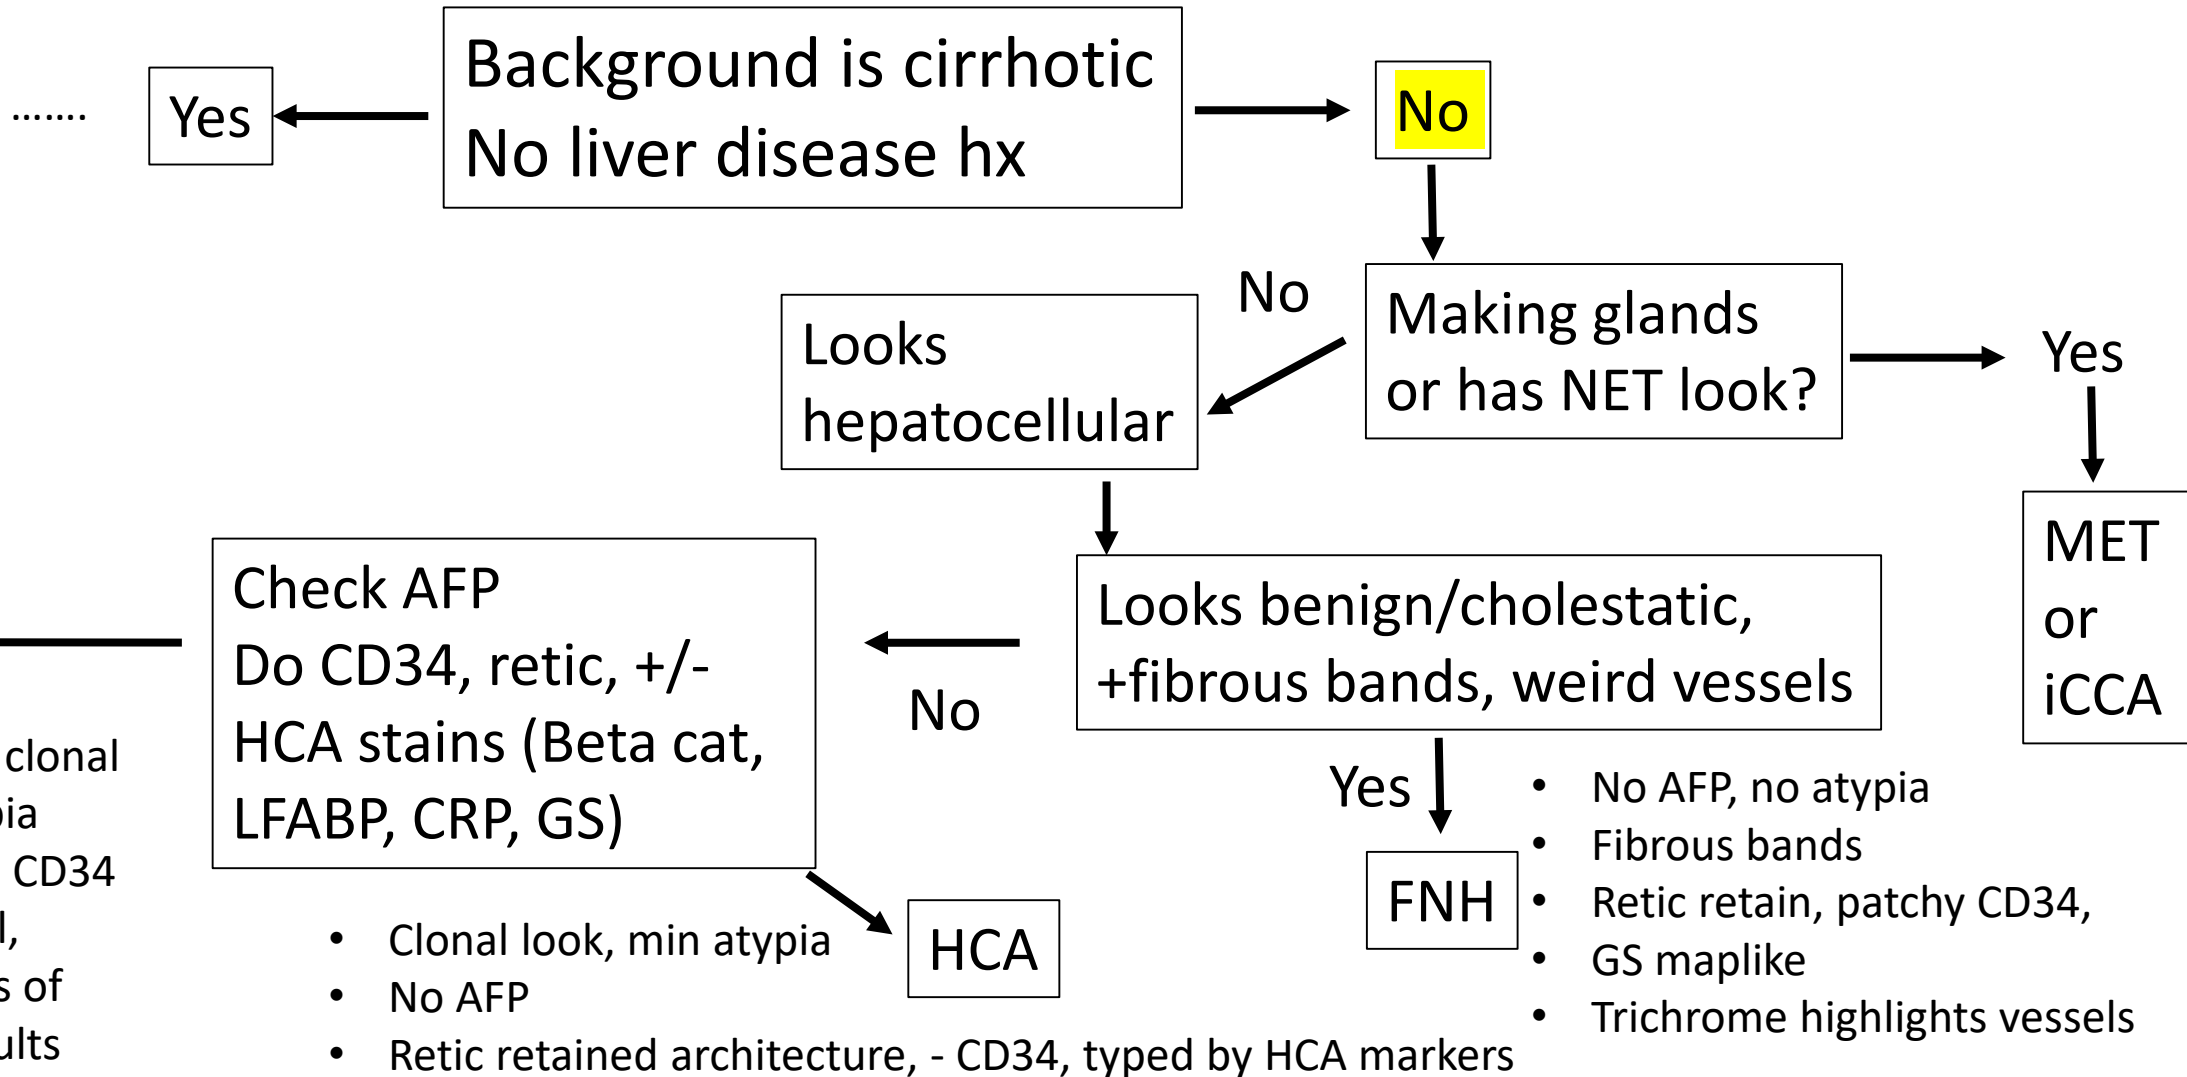 Background is cirrhotic
No liver disease hx
.......
Yes
No
Making glands
or has NET look?
No
Yes
Looks
hepatocellular
MET
or
iCCA
Looks benign/cholestatic,
+fibrous bands, weird vessels
No
Yes
Check AFP
Do CD34, retic, +/-
HCA stains (Beta cat,
LFABP, CRP, GS)
FNH
• No AFP, no atypia
• Fibrous bands
• Retic retain, patchy CD34,
• GS maplike
• Trichrome highlights vessels
HCA
• Clonal look, min atypia
• No AFP
• Retic retained architecture, - CD34, typed by HCA markers
clonal
CD34
of